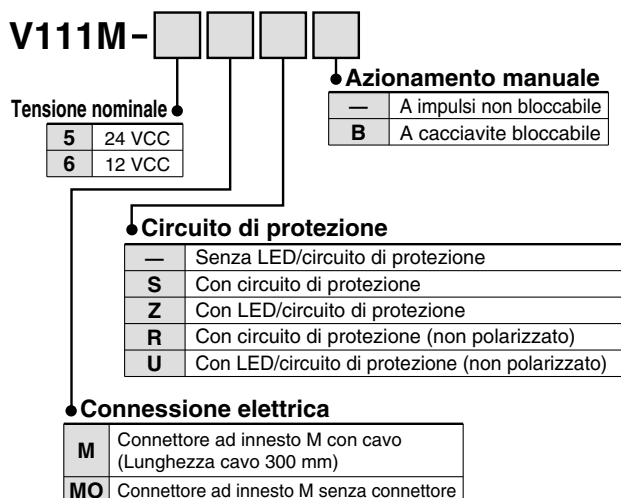 V111M-
Azionamento manuale
— A impulsi non bloccabile
B A cacciavite bloccabile
Tensione nominale
5 24 VCC
6 12 VCC
Circuito di protezione
— Senza LED/circuito di protezione
S Con circuito di protezione
Z Con LED/circuito di protezione
R Con circuito di protezione (non polarizzato)
U Con LED/circuito di protezione (non polarizzato)
Connessione elettrica
M Connettore ad innesto M con cavo
(Lunghezza cavo 300 mm)
MO Connettore ad innesto M senza connettore